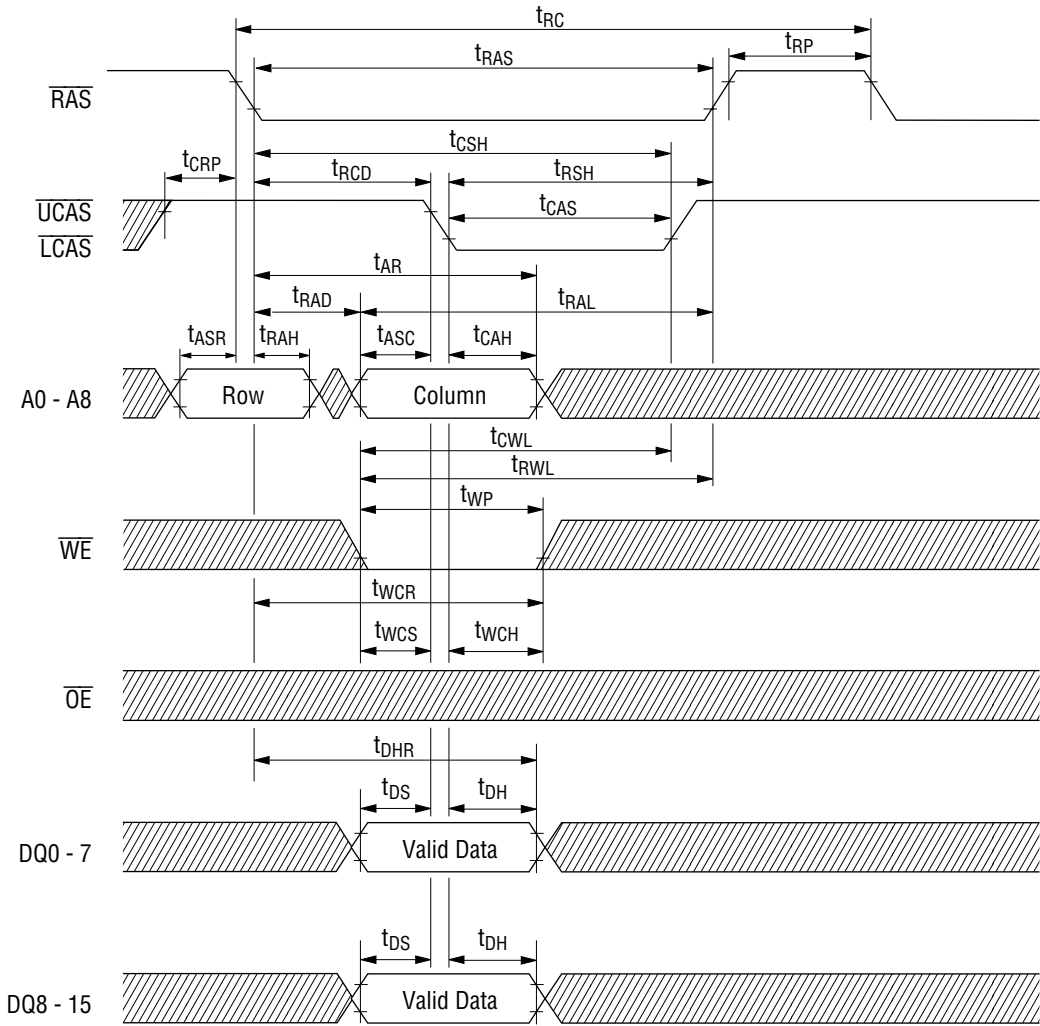 tRC
tRP
tRAS
RAS
tCSH
tCRP
tRCD
tRSH
UCAS
tCAS
LCAS
tAR
tRAD
tRAL
tASR
tRAH
tASC
tCAH
A0 - A8
Row
Column
tCWL
tRWL
tWP
WE
tWCR
tWCS
tWCH
OE
tDHR
tDS
tDH
DQ0 - 7
Valid Data
tDS
tDH
DQ8 - 15
Valid Data